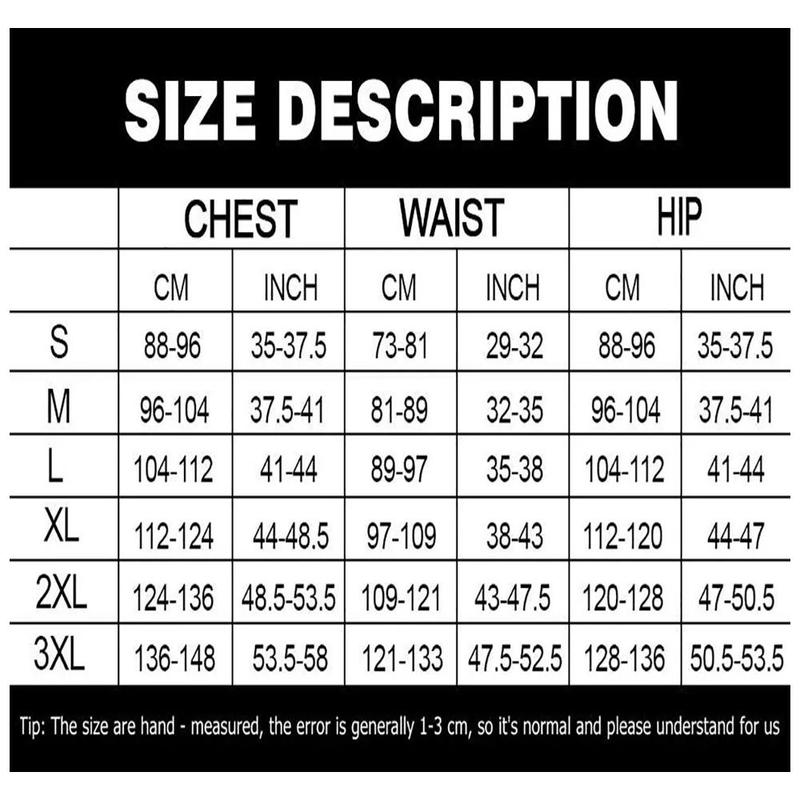 SIZE DESCRIPTION
CHEST WAIST HIP
CM INCH CM INCH CM INCH
S 88-96 35-37.5 73-81 29-32 88-96 35-37.5
M 96-104 37.5-41 81-89 32-35 96-104 37.5-41
L 104-112 41-44 89-97 35-38 104-112 41-44
XL 112-124 44-48.5 97-109 38-43 112-120 44-47
2XL 124-136 48.5-53.5 109-121 43-47.5 120-128 47-50.5
3XL 136-148 53.5-58 121-133 47.5-52.5 128-136 50.5-53.5
Tip: The size are hand - measured, the error is generally 1-3 cm, so it's normal and please understand for us